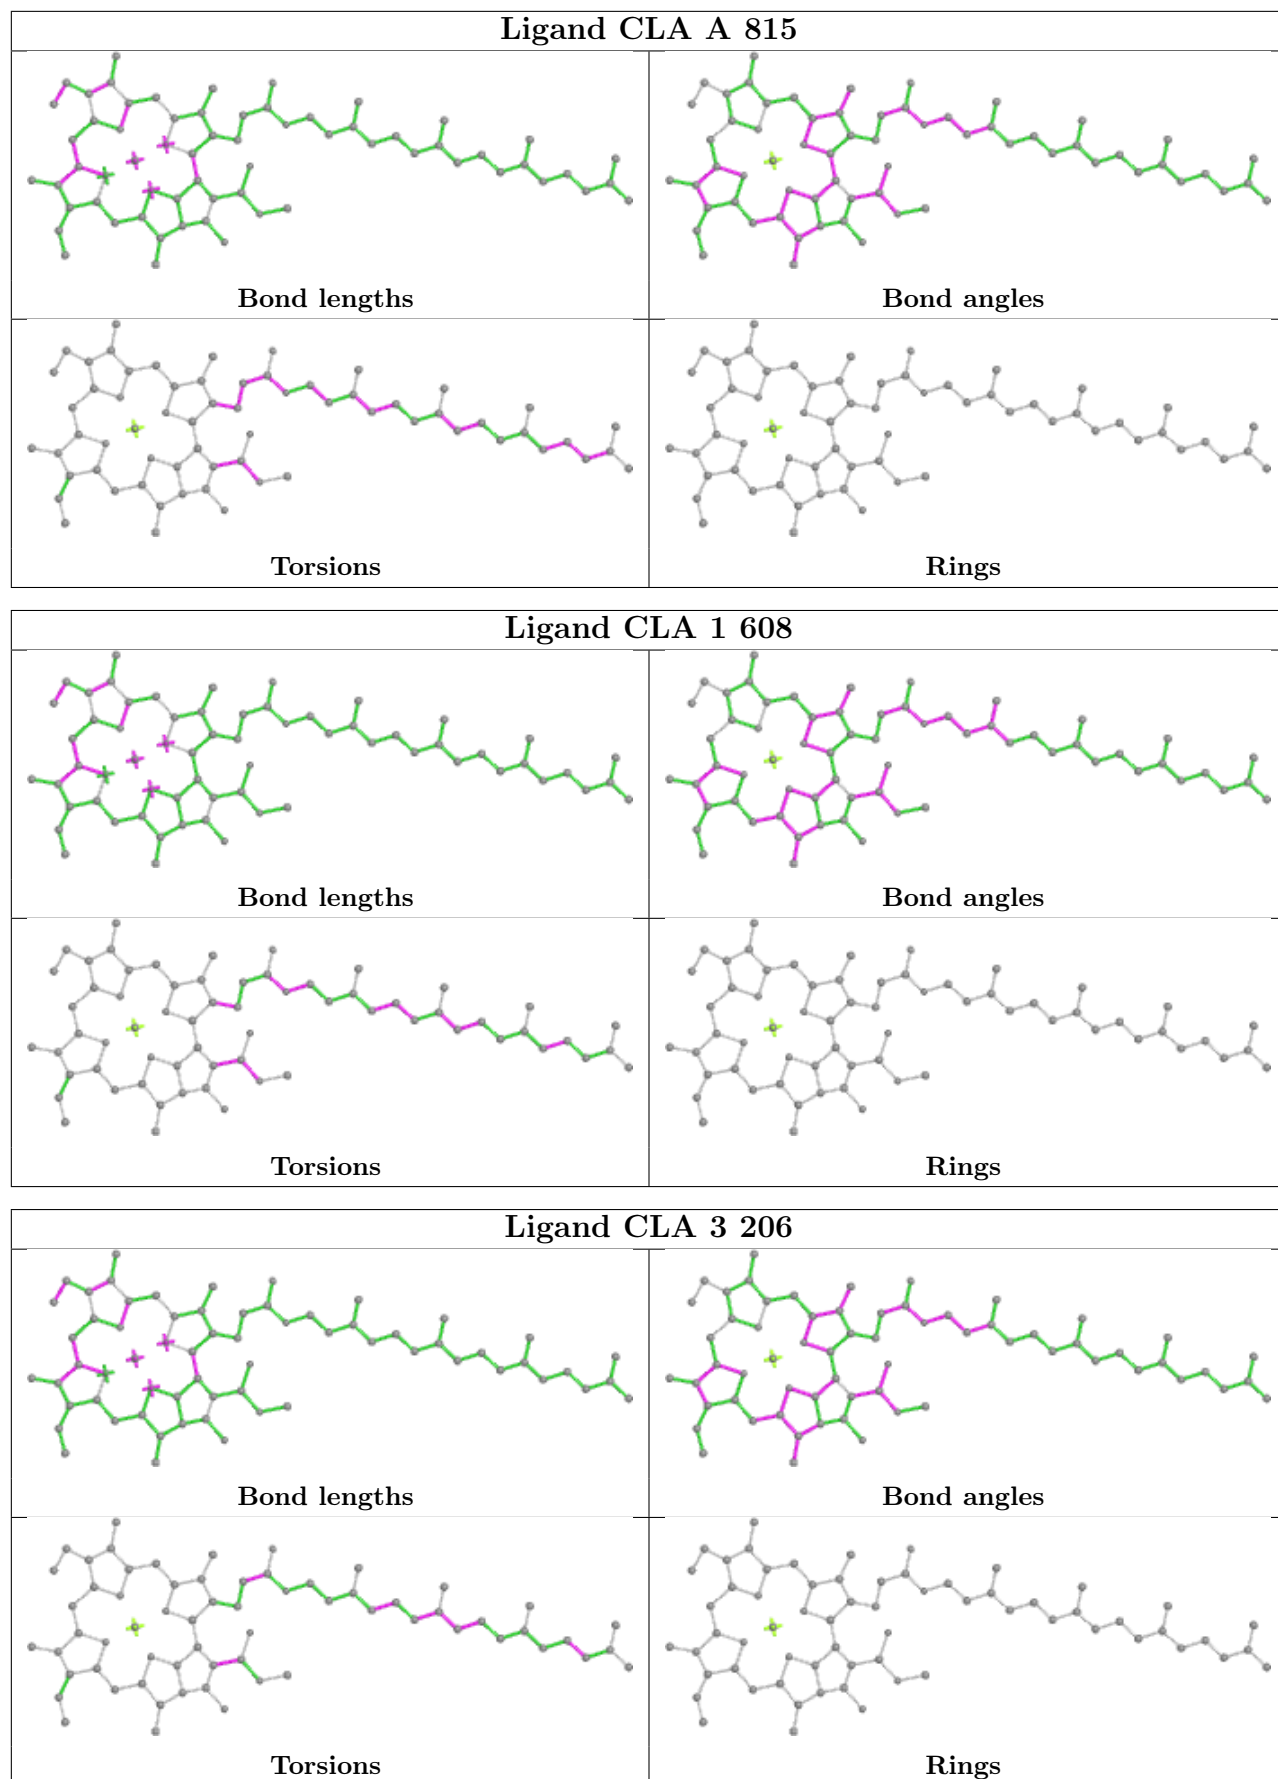 Ligand CLA A 815
Bond lengths
Bond angles
Torsions
Rings
Ligand CLA 1 608
Bond lengths
Bond angles
Torsions
Rings
Ligand CLA 3 206
Bond lengths
Bond angles
Torsions
Rings